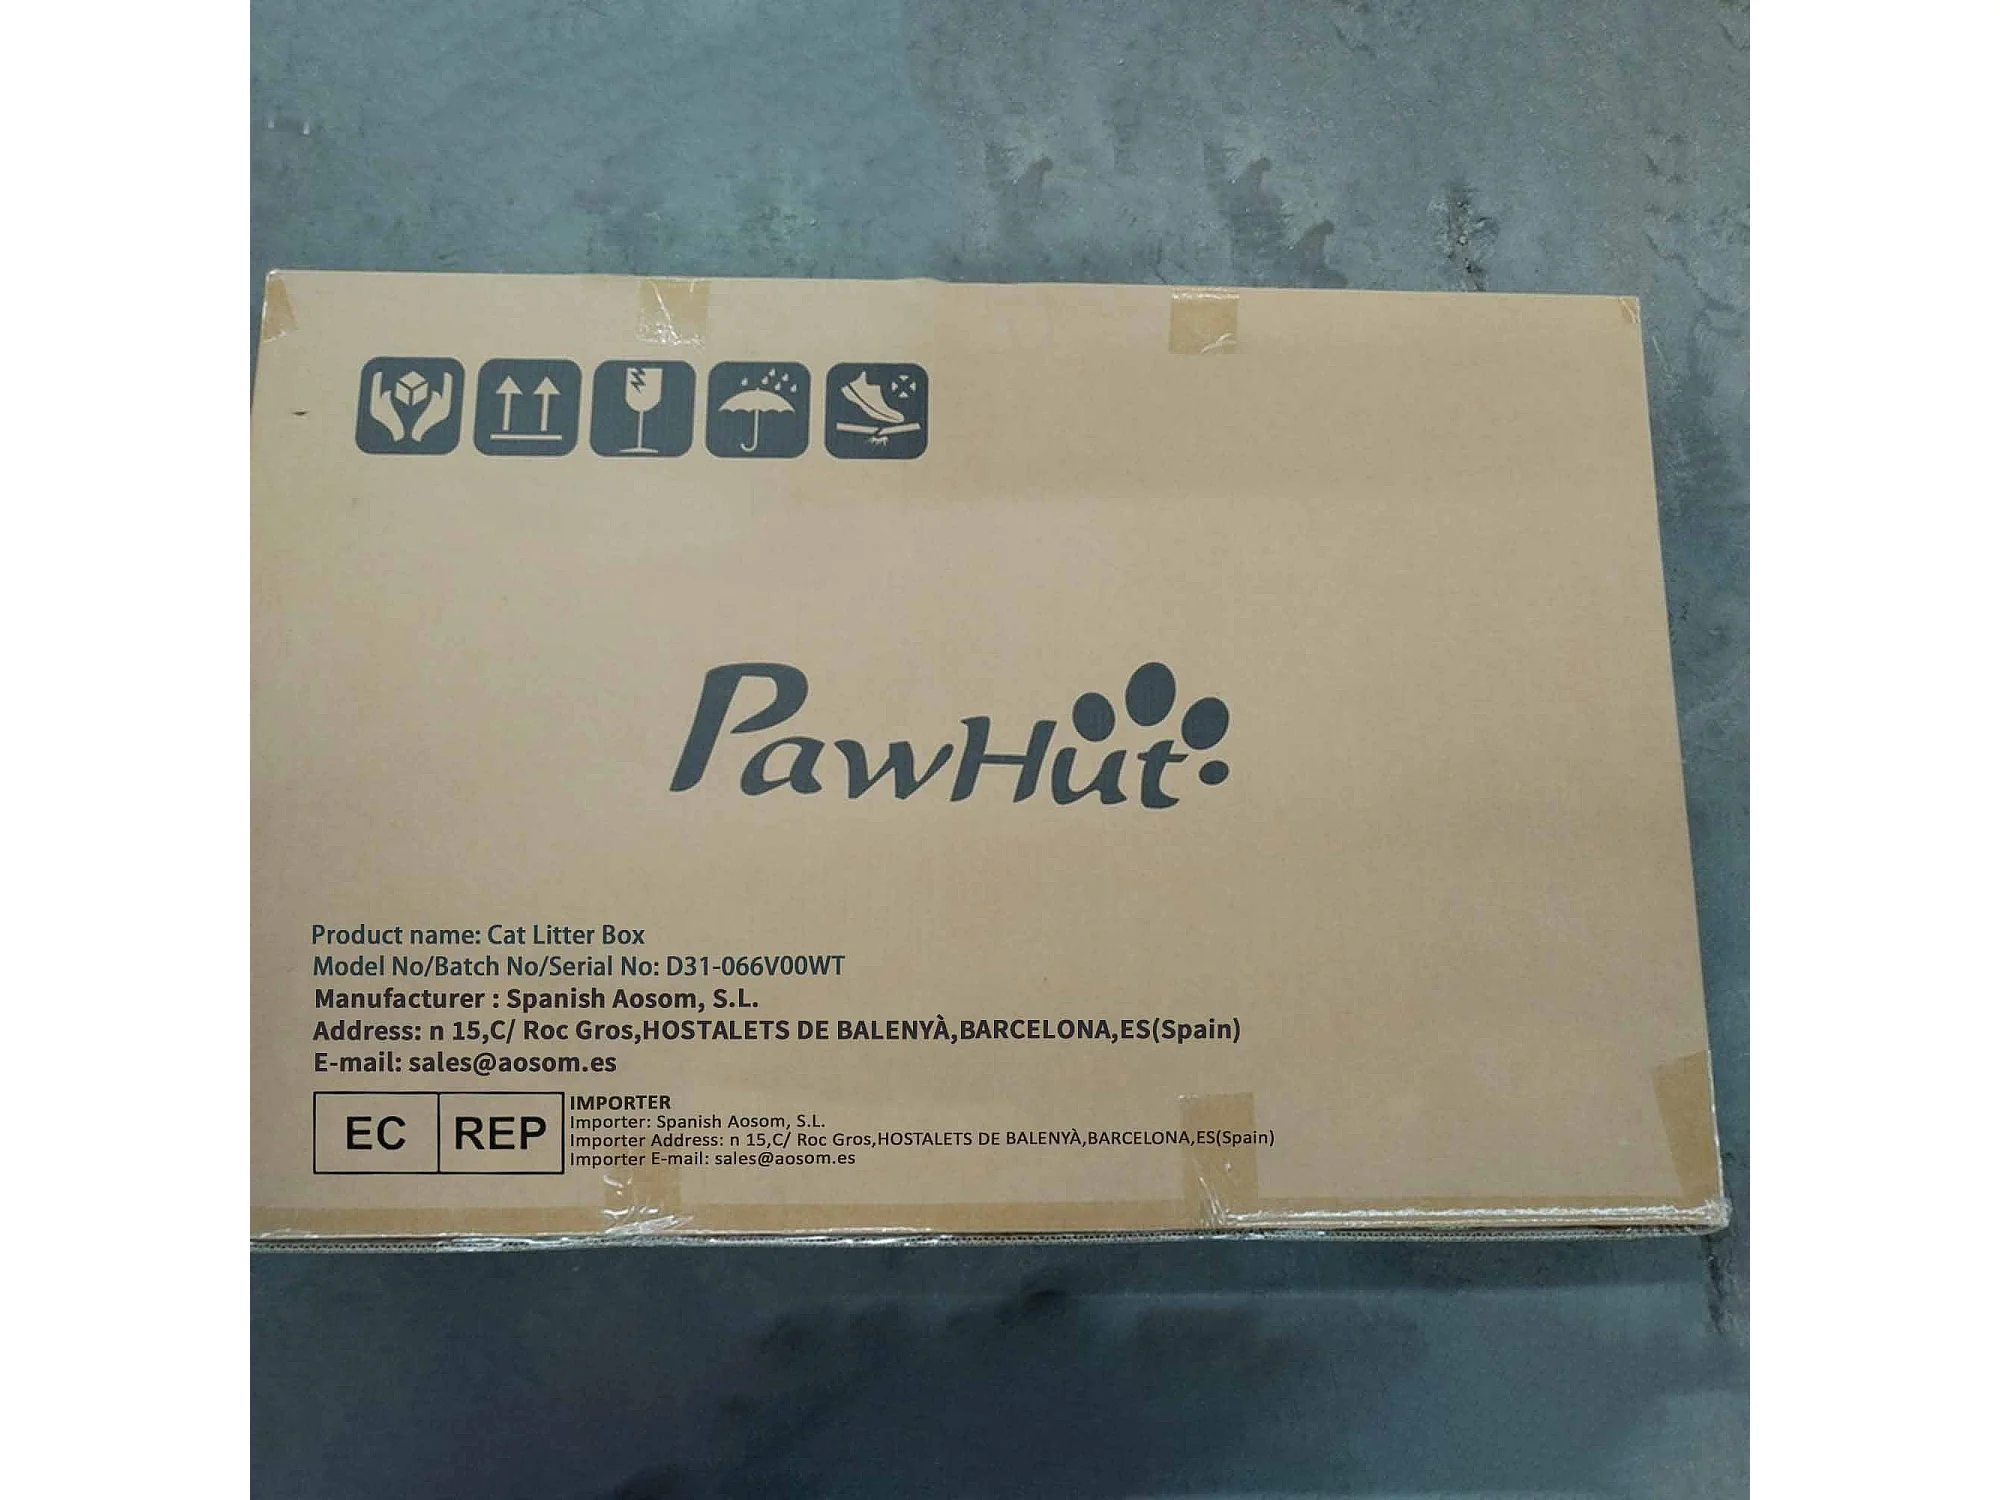 PawHut
Product name: Cat Litter Box
Model No/Batch No/Serial No: D31-066V00WT
Manufacturer : Spanish Aosom, S.L.
Address: n 15,C/ Roc Gros,HOSTALETS DE BALENYÀ,BARCELONA,ES(Spain)
E-mail: sales@aosom.es
EC REP
IMPORTER
Importer: Spanish Aosom, S.L.
Importer Address: n 15,C/ Roc Gros,HOSTALETS DE BALENYÀ,BARCELONA,ES(Spain)
Importer E-mail: sales@aosom.es